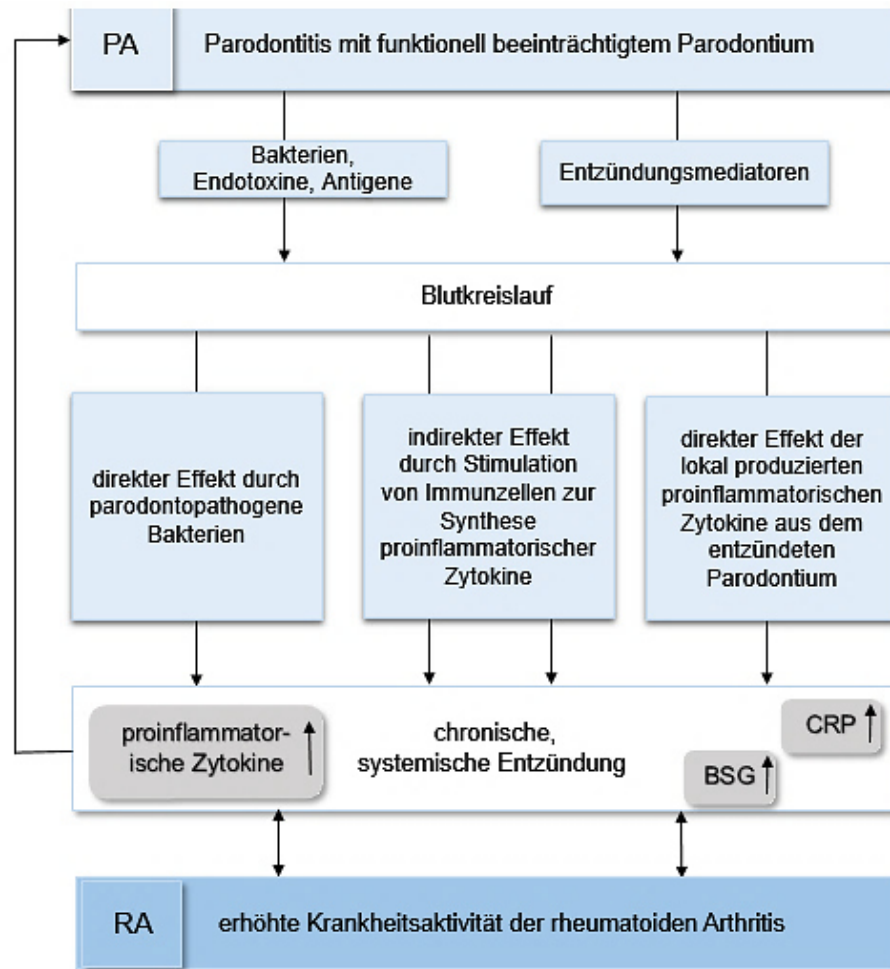 PA
Parodontitis mit funktionell beeinträchtigtem Parodontium
Bakterien,
Endotoxine, Antigene
Entzündungsmediatoren
Blutkreislauf
direkter Effekt durch
parodontopathogene
Bakterien
indirekter Effekt
durch Stimulation
von Immunzellen zur
Synthese
proinflammatorischer
Zytokine
direkter Effekt der
lokal produzierten
proinflammatorischen
Zytokine aus dem
entzündeten
Parodontium
proinflammator-
ische Zytokine
chronische,
systemische Entzündung
BSG
CRP
RA
erhöhte Krankheitsaktivität der rheumatoiden Arthritis